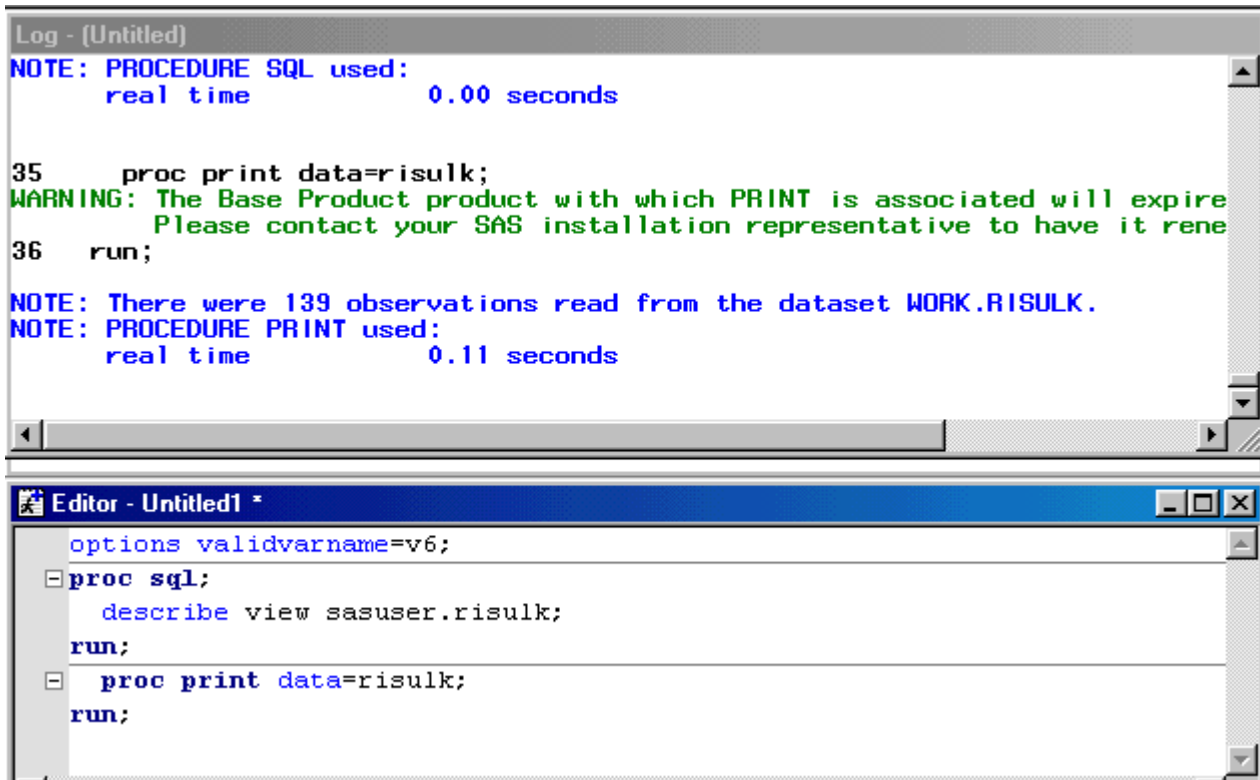 Log - (Untitled)
NOTE: PROCEDURE SQL used:
      real time           0.00 seconds
35      proc print data=risulk;
WARNING: The Base Product product with which PRINT is associated will expire
         Please contact your SAS installation representative to have it rene
36   run;
NOTE: There were 139 observations read from the dataset WORK.RISULK.
NOTE: PROCEDURE PRINT used:
      real time           0.11 seconds
Editor - Untitled1 *
options validvarname=v6;
proc sql;
  describe view sasuser.risulk;
run;
  proc print data=risulk;
run;